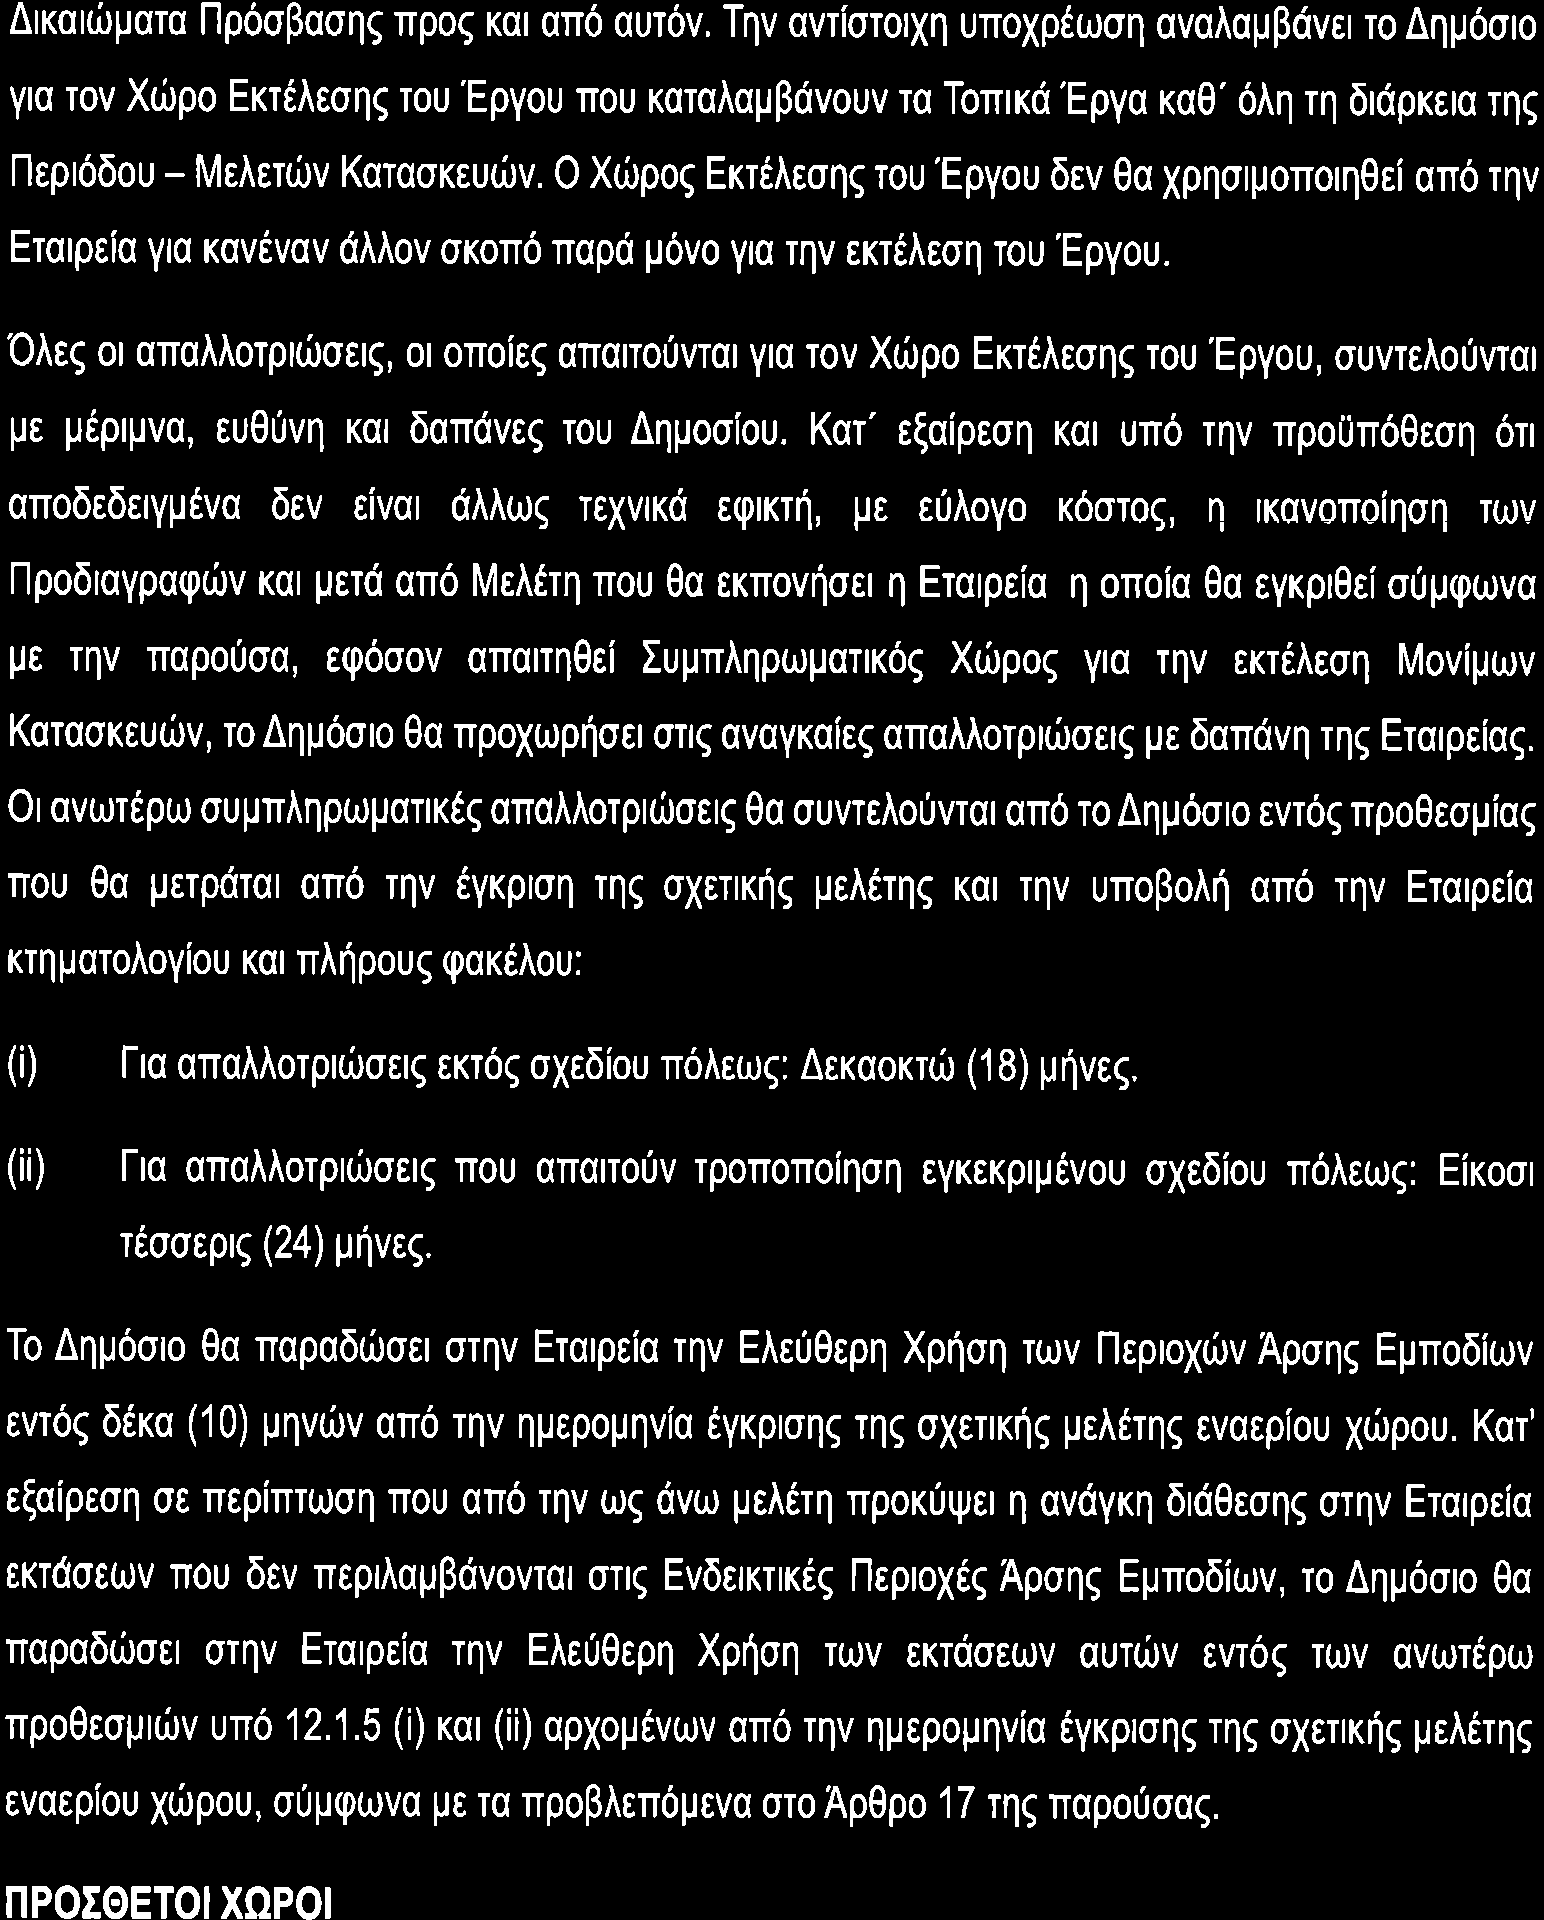 Δικαιώματα Πρόσβασης προς και από αυτόν. Την αντίστοιχη υποχρέωση αναλαμβάνει το Δημόσιο
για τον Χώρο Εκτέλεσης του Έργου που καταλαμβάνουν τα Τοπικά Έργα καθ΄ όλη τη διάρκεια της
Περιόδου – Μελετών Κατασκευών. Ο Χώρος Εκτέλεσης του Έργου δεν θα χρησιμοποιηθεί από την
Εταιρεία για κανέναν άλλον σκοπό παρά μόνο για την εκτέλεση του Έργου.
Όλες οι απαλλοτριώσεις, οι οποίες απαιτούνται για τον Χώρο Εκτέλεσης του Έργου, συντελούνται
με μέριμνα, ευθύνη και δαπάνες του Δημοσίου. Κατ΄ εξαίρεση και υπό την προϋπόθεση ότι
αποδεδειγμένα δεν είναι άλλως τεχνικά εφικτή, με εύλογο κόστος, η ικανοποίηση των
Προδιαγραφών και μετά από Μελέτη που θα εκπονήσει η Εταιρεία η οποία θα εγκριθεί σύμφωνα
με την παρούσα, εφόσον απαιτηθεί Συμπληρωματικός Χώρος για την εκτέλεση Μονίμων
Κατασκευών, το Δημόσιο θα προχωρήσει στις αναγκαίες απαλλοτριώσεις με δαπάνη της Εταιρείας.
Οι ανωτέρω συμπληρωματικές απαλλοτριώσεις θα συντελούνται από το Δημόσιο εντός προθεσμίας
που θα μετράται από την έγκριση της σχετικής μελέτης και την υποβολή από την Εταιρεία
κτηματολογίου και πλήρους φακέλου:
(i) Για απαλλοτριώσεις εκτός σχεδίου πόλεως: Δεκαοκτώ (18) μήνες.
(ii) Για απαλλοτριώσεις που απαιτούν τροποποίηση εγκεκριμένου σχεδίου πόλεως: Είκοσι
τέσσερις (24) μήνες.
Το Δημόσιο θα παραδώσει στην Εταιρεία την Ελεύθερη Χρήση των Περιοχών Άρσης Εμποδίων
εντός δέκα (10) μηνών από την ημερομηνία έγκρισης της σχετικής μελέτης εναερίου χώρου. Κατ’
εξαίρεση σε περίπτωση που από την ως άνω μελέτη προκύψει η ανάγκη διάθεσης στην Εταιρεία
εκτάσεων που δεν περιλαμβάνονται στις Ενδεικτικές Περιοχές Άρσης Εμποδίων, το Δημόσιο θα
παραδώσει στην Εταιρεία την Ελεύθερη Χρήση των εκτάσεων αυτών εντός των ανωτέρω
προθεσμιών υπό 12.1.5 (i) και (ii) αρχομένων από την ημερομηνία έγκρισης της σχετικής μελέτης
εναερίου χώρου, σύμφωνα με τα προβλεπόμενα στο Άρθρο 17 της παρούσας.
ΠΡΟΣΘΕΤΟΙ ΧΩΡΟΙ